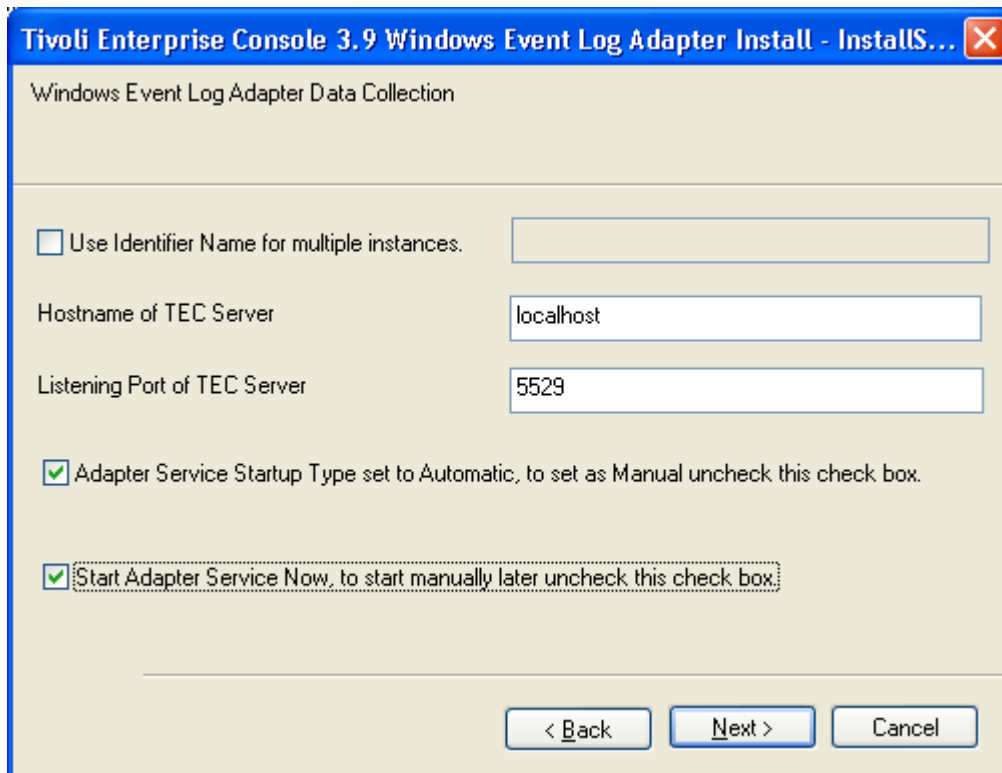 Tivoli Enterprise Console 3.9 Windows Event Log Adapter Install - InstallS...
Windows Event Log Adapter Data Collection
Use Identifier Name for multiple instances.
Hostname of TEC Server
localhost
Listening Port of TEC Server
5529
Adapter Service Startup Type set to Automatic, to set as Manual uncheck this check box.
Start Adapter Service Now, to start manually later uncheck this check box.
< Back Next > Cancel